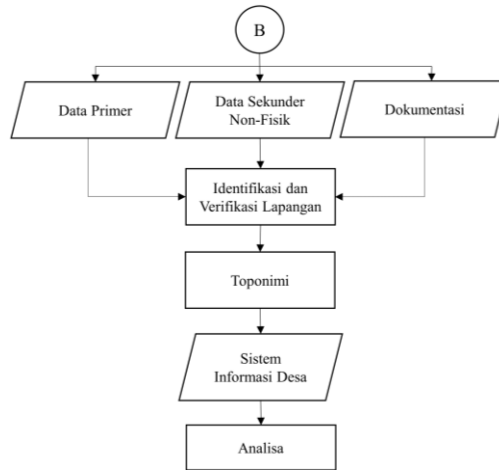 B
Data Primer
Data Sekunder
Non-Fisik
Dokumentasi
Identifikasi dan
Verifikasi Lapangan
Toponimi
Sistem
Informasi Desa
Analisa